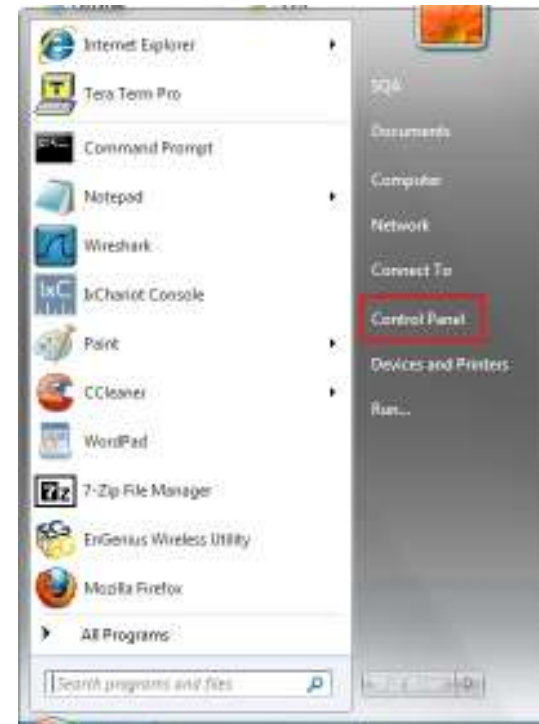 Internet Explorer
Tera Term Pro
Command Prompt
Notepad
Wireshark
IxC
IxChariot Console
Paint
CCleaner
WordPad
7z
7-Zip File Manager
EnGenius Wireless Utility
Mozilla Firefox
All Programs
Search programs and files
SQA
Documents
Computer
Network
Connect To
Control Panel
Devices and Printers
Run...